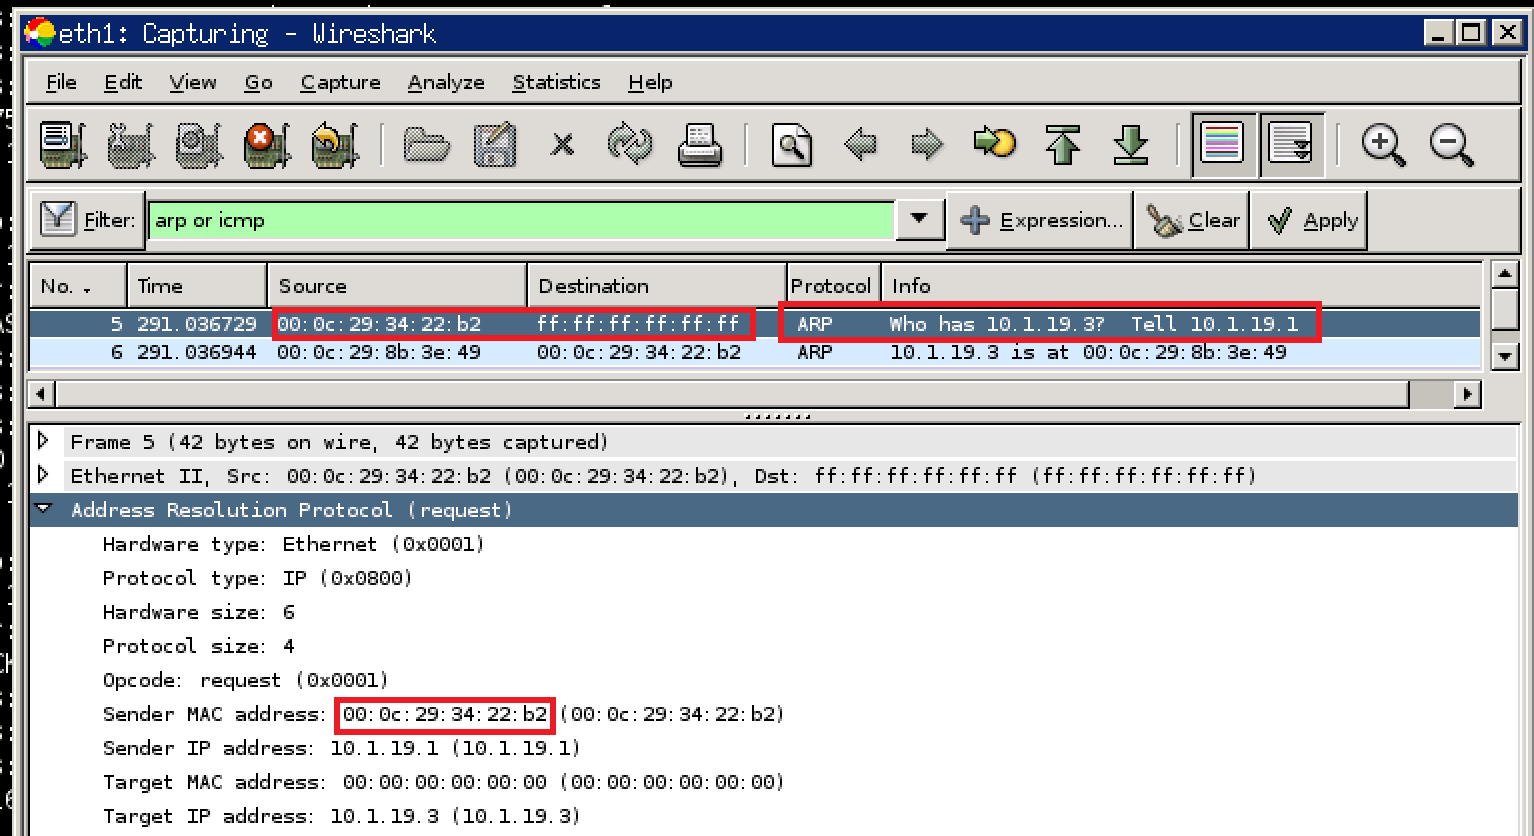 eth1: Capturing - Wireshark
File Edit View Go Capture Analyze Statistics Help
Filter: arp or icmp Expression... Clear Apply
No. Time Source Destination Protocol Info
5 291.036729 00:0c:29:34:22:b2 ff:ff:ff:ff:ff:ff ARP Who has 10.1.19.3? Tell 10.1.19.1
6 291.036944 00:0c:29:8b:3e:49 00:0c:29:34:22:b2 ARP 10.1.19.3 is at 00:0c:29:8b:3e:49
Frame 5 (42 bytes on wire, 42 bytes captured)
Ethernet II, Src: 00:0c:29:34:22:b2 (00:0c:29:34:22:b2), Dst: ff:ff:ff:ff:ff:ff (ff:ff:ff:ff:ff:ff)
Address Resolution Protocol (request)
Hardware type: Ethernet (0x0001)
Protocol type: IP (0x0800)
Hardware size: 6
Protocol size: 4
Opcode: request (0x0001)
Sender MAC address: 00:0c:29:34:22:b2 (00:0c:29:34:22:b2)
Sender IP address: 10.1.19.1 (10.1.19.1)
Target MAC address: 00:00:00:00:00:00 (00:00:00:00:00:00)
Target IP address: 10.1.19.3 (10.1.19.3)